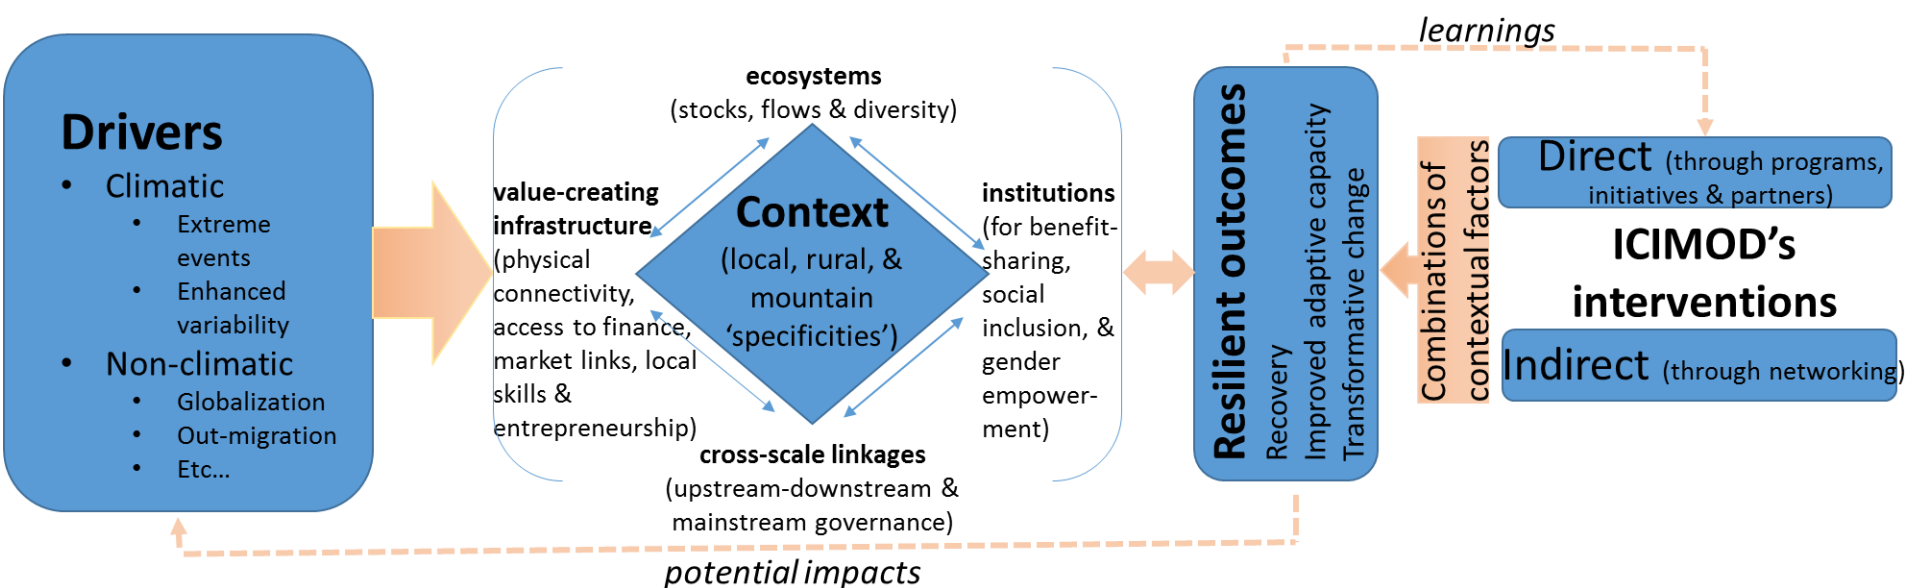 learnings
Drivers
• Climatic
• Extreme
events
• Enhanced
variability
• Non-climatic
• Globalization
• Out-migration
• Etc...
ecosystems
(stocks, flows & diversity)
value-creating
infrastructure
(physical
connectivity,
access to finance,
market links, local
skills &
entrepreneurship)
Context
(local, rural, &
mountain
‘specificities’)
institutions
(for benefit-
sharing,
social
inclusion, &
gender
empower-
ment)
cross-scale linkages
(upstream-downstream &
mainstream governance)
Resilient outcomes
Recovery
Improved adaptive capacity
Transformative change
Combinations of
contextual factors
Direct (through programs,
initiatives & partners)
ICIMOD’s
interventions
Indirect (through networking)
potential impacts